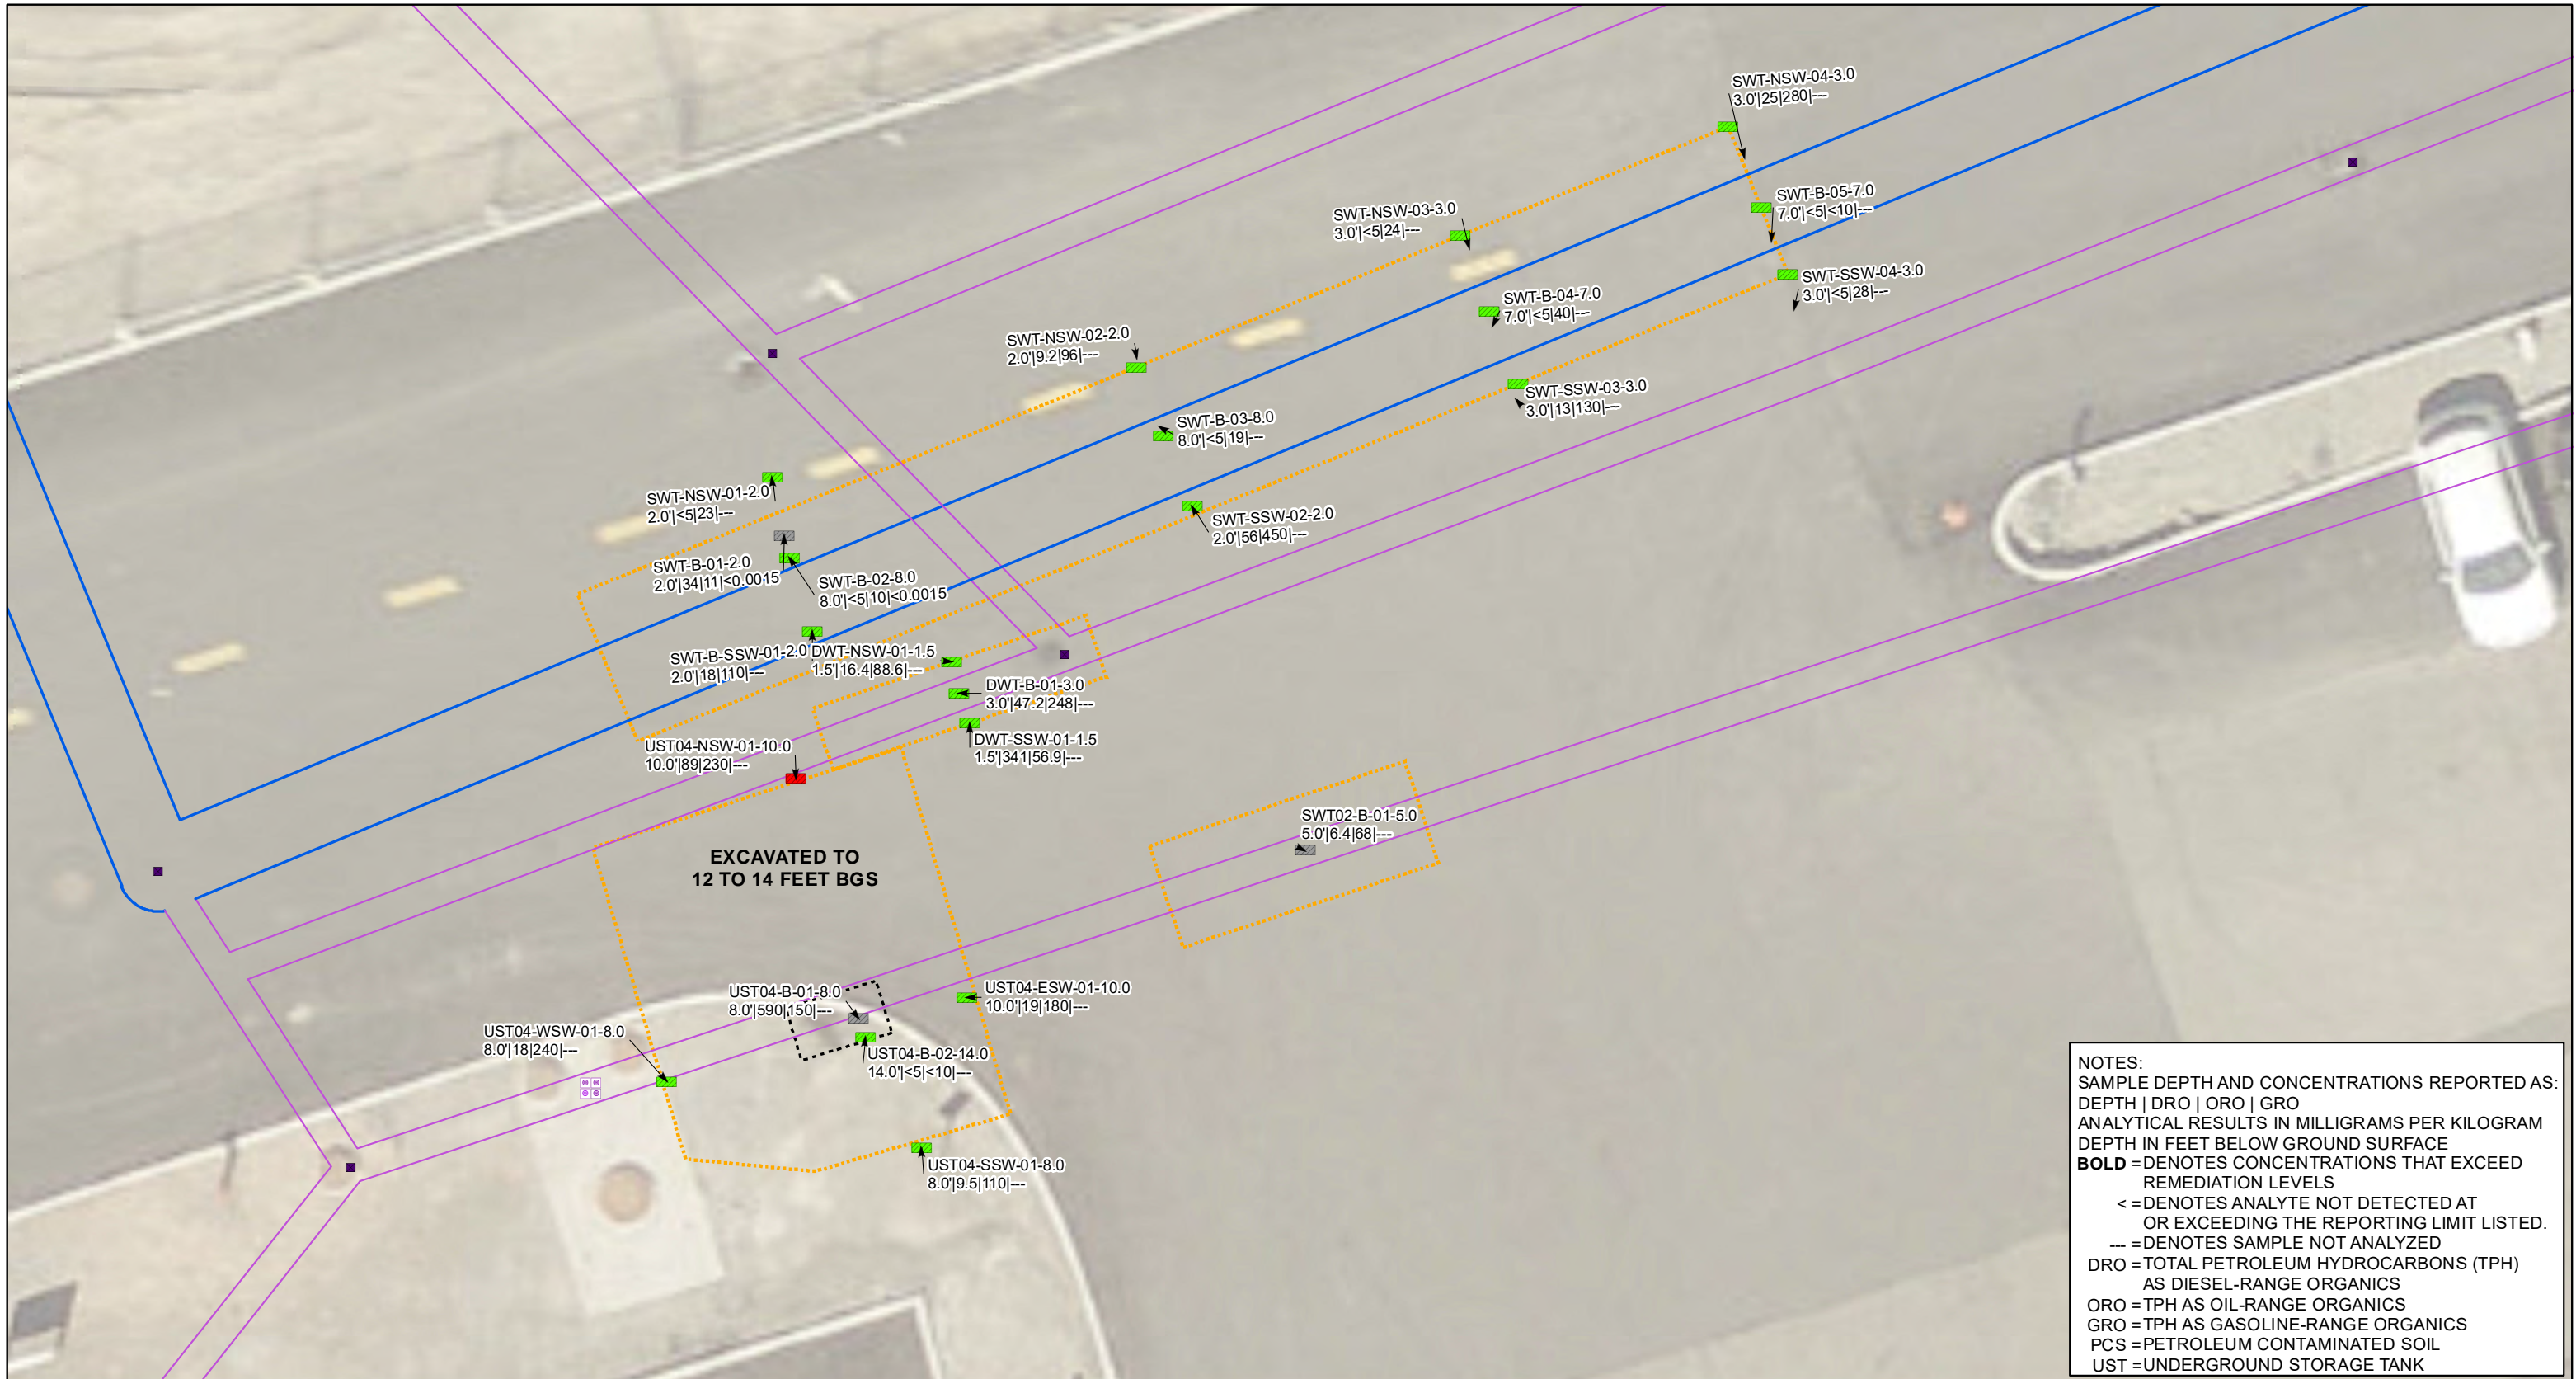 SWT-NSW-04-3.0
3.0'|25|280|---
SWT-B-05-7.0
7.0'|<5|<10|---
SWT-NSW-03-3.0
3.0'|<5|24|---
SWT-SSW-04-3.0
3.0'|<5|28|---
SWT-B-04-7.0
7.0'|<5|40|---
SWT-NSW-02-2.0
2.0'|9.2|96|---
SWT-SSW-03-3.0
3.0'|13|130|---
SWT-B-03-8.0
8.0'|<5|19|---
SWT-NSW-01-2.0
2.0'|<5|23|---
SWT-SSW-02-2.0
2.0'|56|450|---
SWT-B-01-2.0
2.0'|34|11|<0.0015
SWT-B-02-8.0
8.0'|<5|10|<0.0015
SWT-B-SSW-01-2.0
2.0'|18|110|---
DWT-NSW-01-1.5
1.5'|16.4|88.6|---
DWT-B-01-3.0
3.0'|47.2|248|---
DWT-SSW-01-1.5
1.5'|341|56.9|---
UST04-NSW-01-10.0
10.0'|89|230|---
SWT02-B-01-5.0
5.0'|6.4|68|---
EXCAVATED TO
12 TO 14 FEET BGS
UST04-B-01-8.0
8.0'|590|150|---
UST04-ESW-01-10.0
10.0'|19|180|---
UST04-WSW-01-8.0
8.0'|18|240|---
UST04-B-02-14.0
14.0'|<5|<10|---
UST04-SSW-01-8.0
8.0'|9.5|110|---
NOTES:
SAMPLE DEPTH AND CONCENTRATIONS REPORTED AS:
DEPTH | DRO | ORO | GRO
ANALYTICAL RESULTS IN MILLIGRAMS PER KILOGRAM
DEPTH IN FEET BELOW GROUND SURFACE
BOLD =DENOTES CONCENTRATIONS THAT EXCEED
REMEDIATION LEVELS
< =DENOTES ANALYTE NOT DETECTED AT
OR EXCEEDING THE REPORTING LIMIT LISTED.
--- =DENOTES SAMPLE NOT ANALYZED
DRO =TOTAL PETROLEUM HYDROCARBONS (TPH)
AS DIESEL-RANGE ORGANICS
ORO =TPH AS OIL-RANGE ORGANICS
GRO =TPH AS GASOLINE-RANGE ORGANICS
PCS =PETROLEUM CONTAMINATED SOIL
UST =UNDERGROUND STORAGE TANK